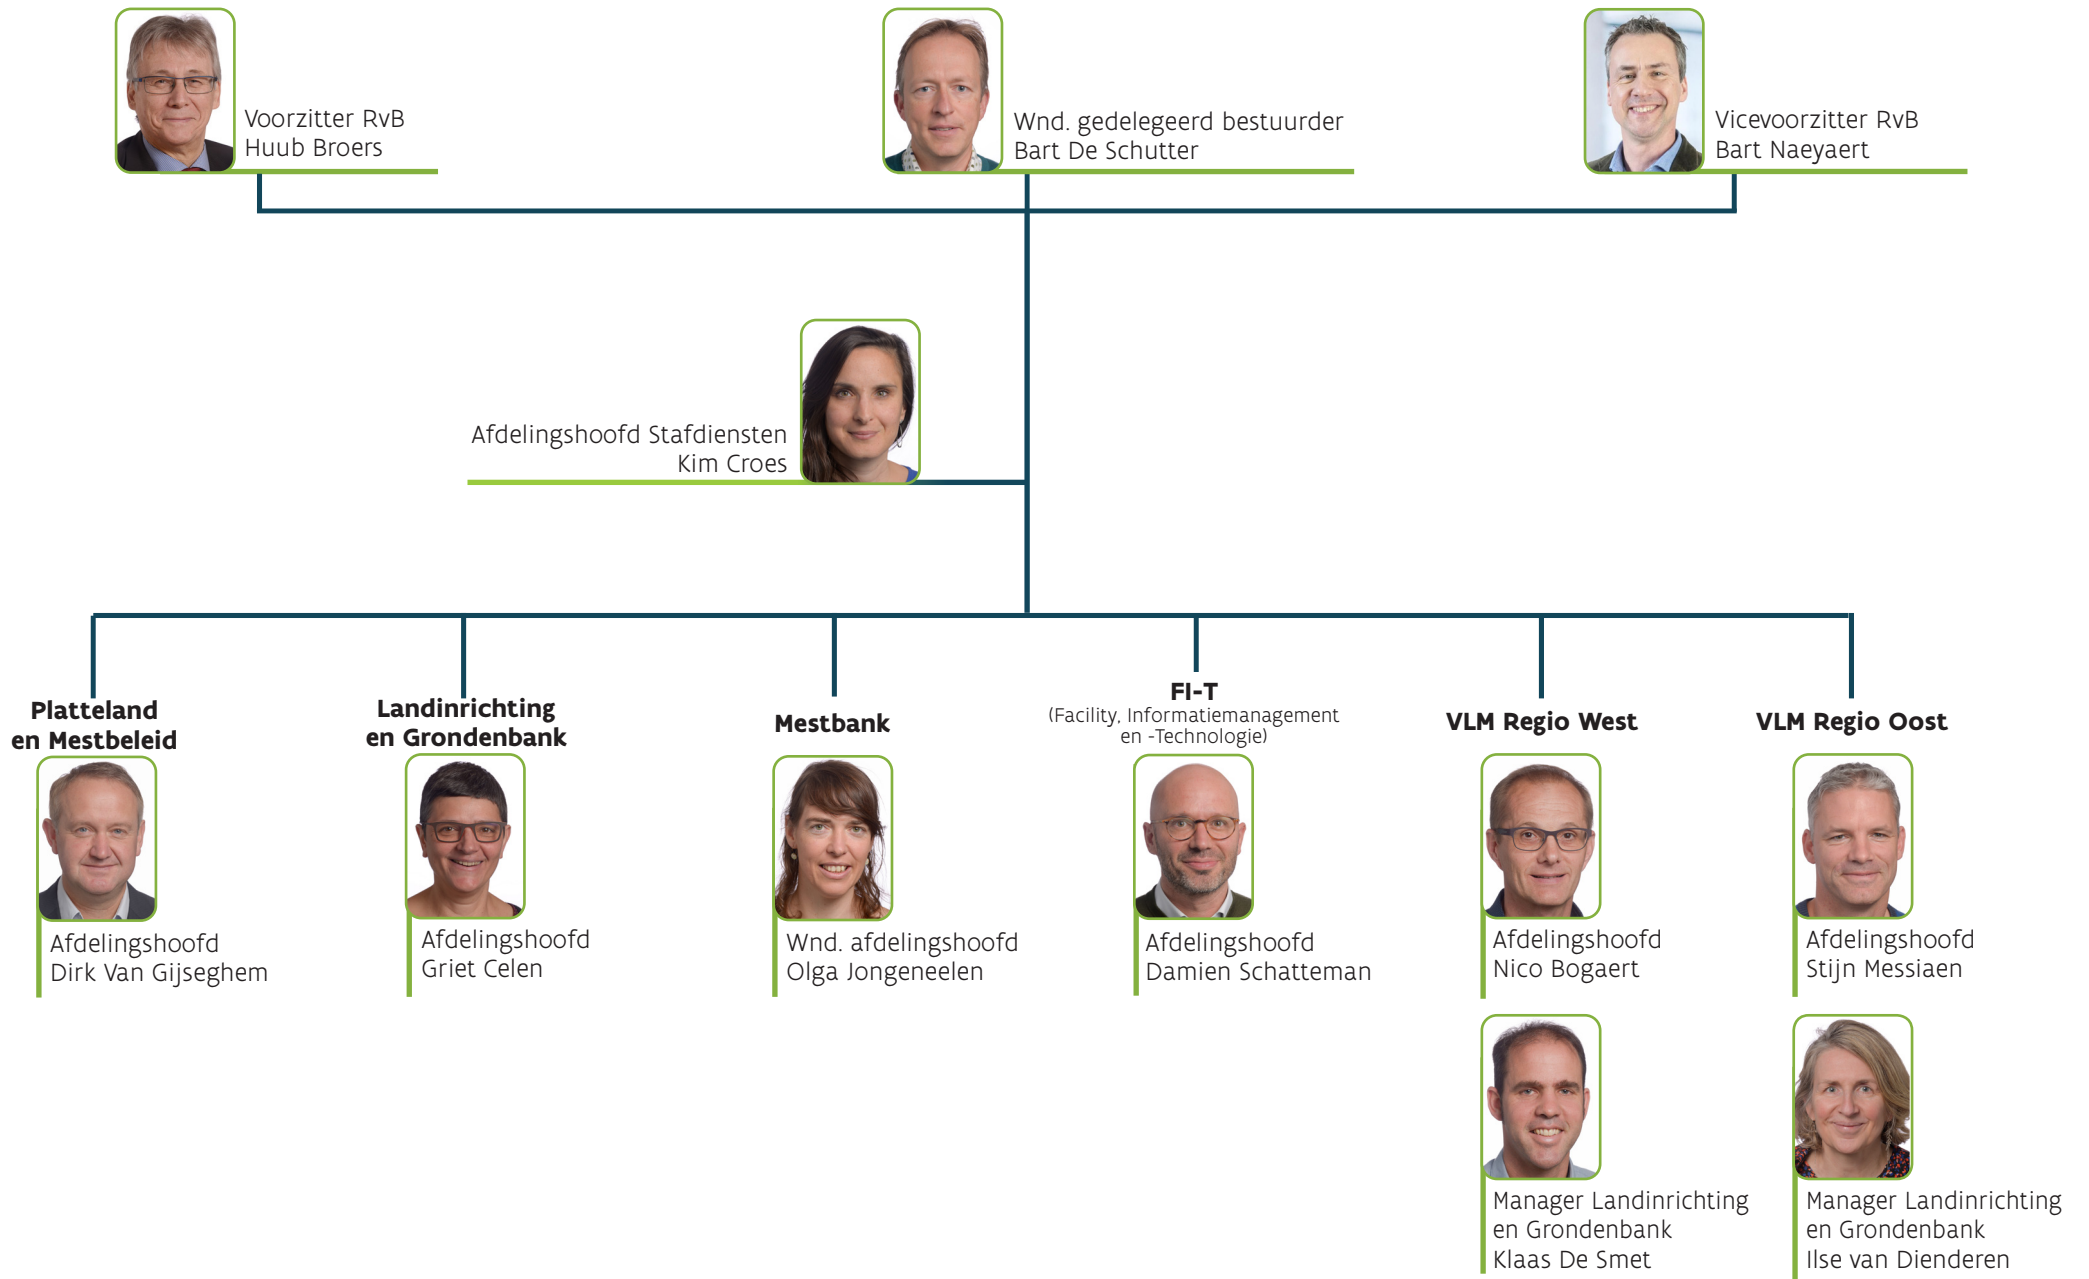 Voorzitter RvB
Huub Broers
Wnd. gedelegeerd bestuurder
Bart De Schutter
Vicevoorzitter RvB
Bart Naeyaert
Afdelingshoofd Stafdiensten
Kim Croes
Platteland
en Mestbeleid
Afdelingshoofd
Dirk Van Gijseghem
Landinrichting
en Grondenbank
Afdelingshoofd
Griet Celen
Mestbank
Wnd. afdelingshoofd
Olga Jongeneelen
FI-T
(Facility, Informatiemanagement
en -Technologie)
Afdelingshoofd
Damien Schatteman
VLM Regio West
Afdelingshoofd
Nico Bogaert
Manager Landinrichting
en Grondenbank
Klaas De Smet
VLM Regio Oost
Afdelingshoofd
Stijn Messiaen
Manager Landinrichting
en Grondenbank
Ilse van Dienderen